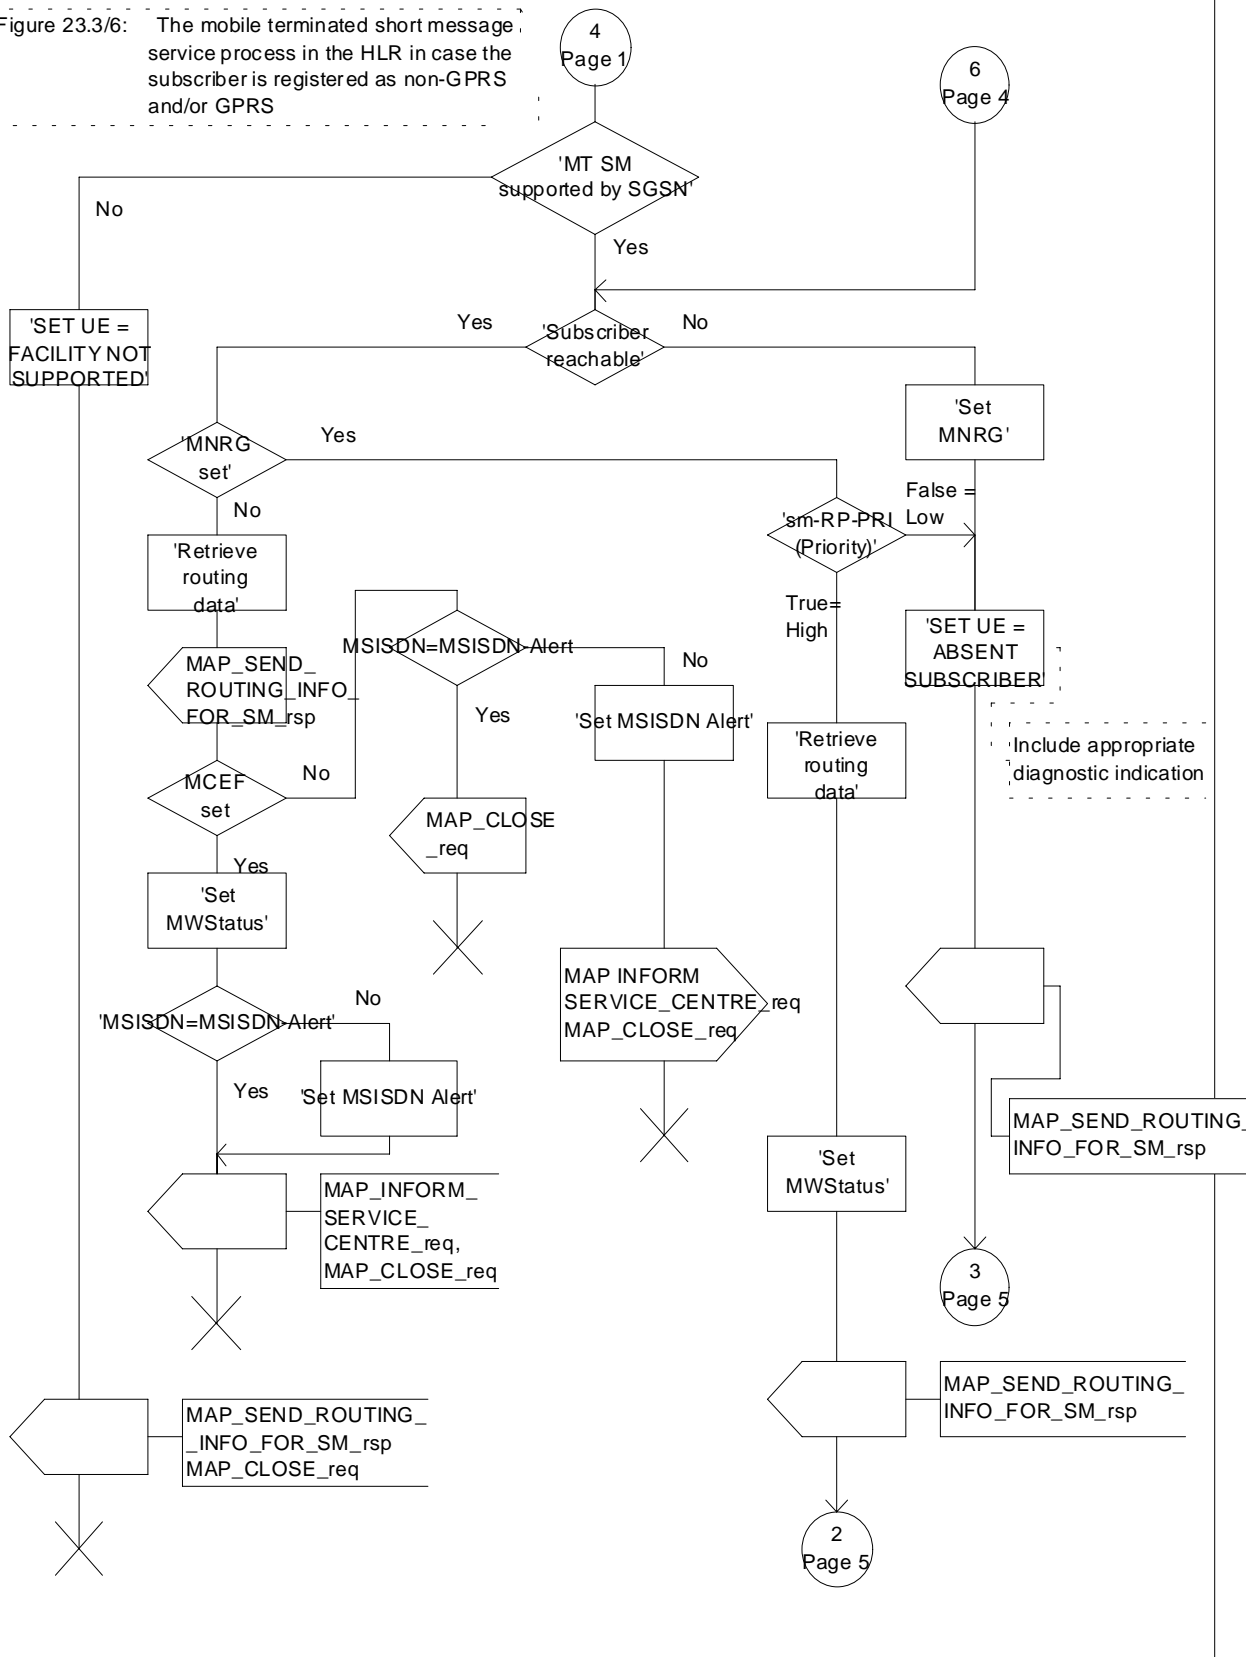 Figure 23.3/6: The mobile terminated short message
service process in the HLR in case the
subscriber is registered as non-GPRS
and/or GPRS
4
Page 1
6
Page 4
'MT SM
supported by SGSN'
No
Yes
'SET UE =
FACILITY NOT
SUPPORTED'
Yes
'Subscriber
reachable'
No
'Set
MNRG'
'MNRG
set'
Yes
No
False =
Low
'sm-RP-PRI
(Priority)'
True=
High
'Retrieve
routing
data'
MSISDN=MSISDN-Alert
No
Yes
'SET UE =
ABSENT
SUBSCRIBER'
MAP_SEND_
ROUTING_INFO_
FOR_SM_rsp
'Set MSISDN Alert'
'Retrieve
routing
data'
Include appropriate
diagnostic indication
MCEF
set
No
Yes
MAP_CLOSE
_req
'Set
MWStatus'
MAP INFORM
SERVICE_CENTRE_req
MAP_CLOSE_req
'MSISDN=MSISDN-Alert'
No
Yes
'Set MSISDN Alert'
MAP_SEND_ROUTING_
INFO_FOR_SM_rsp
'Set
MWStatus'
MAP_INFORM_
SERVICE_
CENTRE_req,
MAP_CLOSE_req
3
Page 5
MAP_SEND_ROUTING_
INFO_FOR_SM_rsp
MAP_SEND_ROUTING_
_INFO_FOR_SM_rsp
MAP_CLOSE_req
2
Page 5